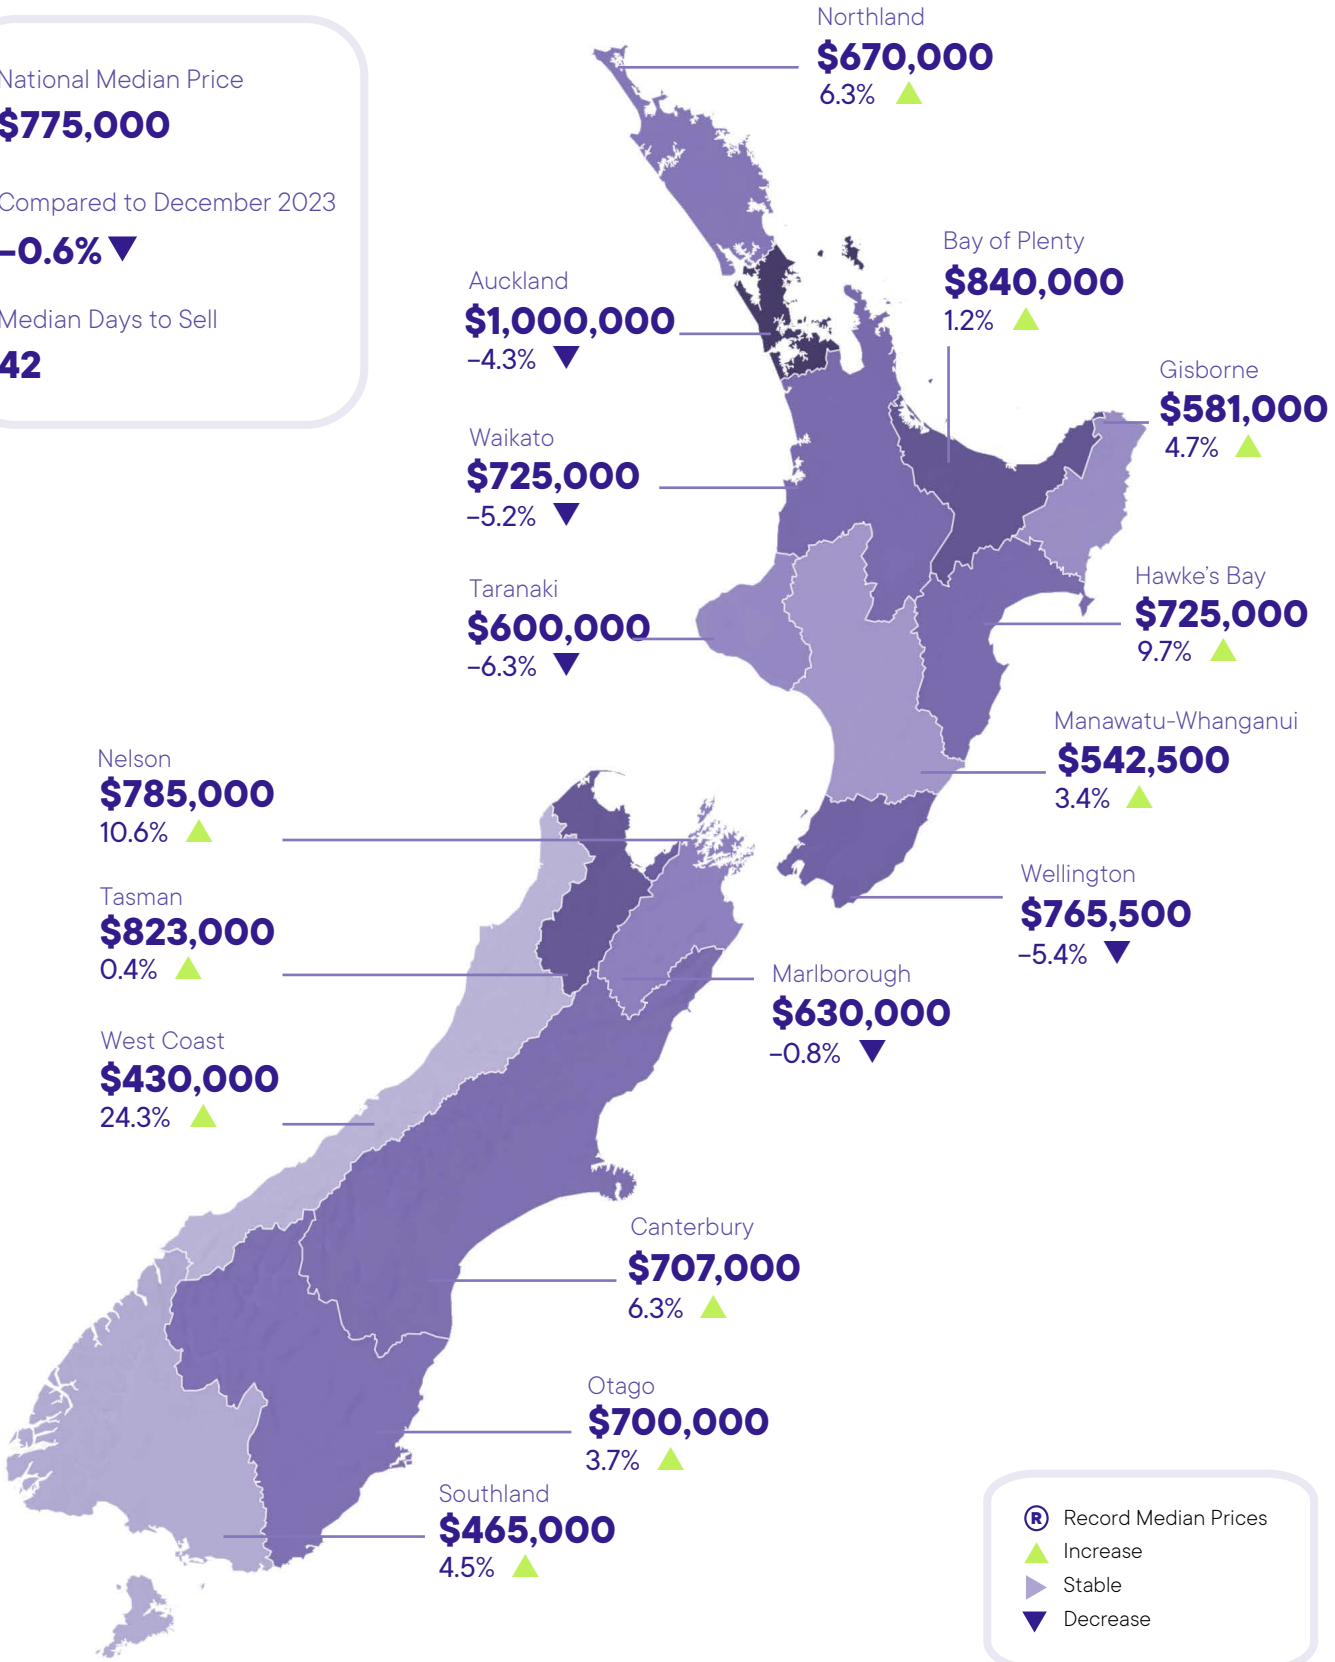 National Median Price
$775,000
Compared to December 2023
-0.6%
Median Days to Sell
42
Northland
$670,000
6.3%
Bay of Plenty
$840,000
1.2%
Auckland
$1,000,000
-4.3%
Gisborne
$581,000
4.7%
Waikato
$725,000
-5.2%
Hawke's Bay
$725,000
9.7%
Taranaki
$600,000
-6.3%
Manawatu-Whanganui
$542,500
3.4%
Nelson
$785,000
10.6%
Wellington
$765,500
-5.4%
Tasman
$823,000
0.4%
Marlborough
$630,000
-0.8%
West Coast
$430,000
24.3%
Canterbury
$707,000
6.3%
Otago
$700,000
3.7%
Southland
$465,000
4.5%
R Record Median Prices
Increase
Stable
Decrease